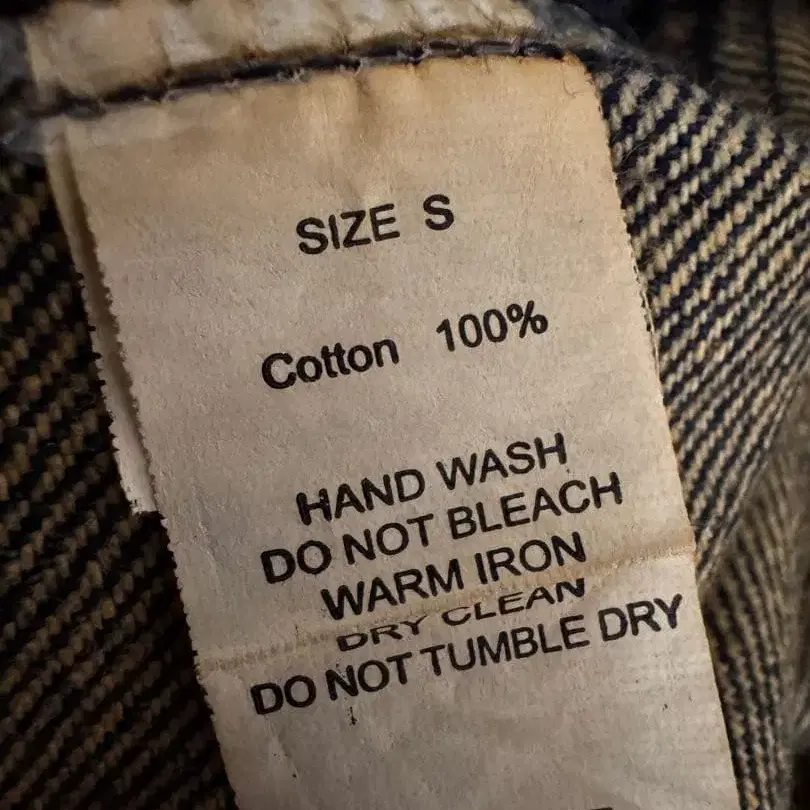 SIZE S
Cotton 100%
HAND WASH
DO NOT BLEACH
WARM IRON
DRY CLEAN
DO NOT TUMBLE DRY